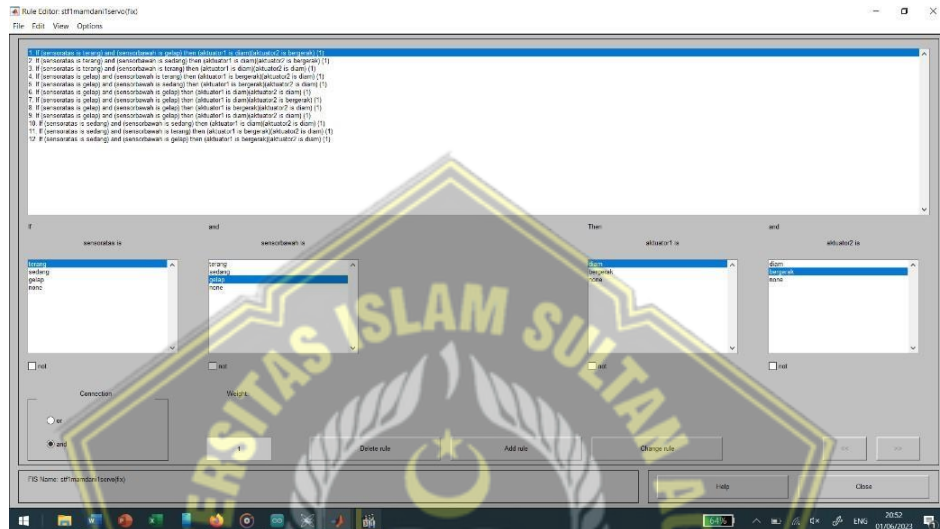 Rule Editor: stf1mamdani1servo(fix)
File Edit View Options
1. If (sensoratas is terang) and (sensorbawah is gelap) then (aktuator1 is diam)(aktuator2 is bergerak) (1)
2. If (sensoratas is terang) and (sensorbawah is sedang) then (aktuator1 is diam)(aktuator2 is bergerak) (1)
3. If (sensoratas is terang) and (sensorbawah is terang) then (aktuator1 is diam)(aktuator2 is diam) (1)
4. If (sensoratas is gelap) and (sensorbawah is terang) then (aktuator1 is bergerak)(aktuator2 is diam) (1)
5. If (sensoratas is gelap) and (sensorbawah is sedang) then (aktuator1 is bergerak)(aktuator2 is diam) (1)
6. If (sensoratas is gelap) and (sensorbawah is gelap) then (aktuator1 is diam)(aktuator2 is diam) (1)
7. If (sensoratas is gelap) and (sensorbawah is gelap) then (aktuator1 is diam)(aktuator2 is bergerak) (1)
8. If (sensoratas is gelap) and (sensorbawah is gelap) then (aktuator1 is bergerak)(aktuator2 is diam) (1)
9. If (sensoratas is gelap) and (sensorbawah is gelap) then (aktuator1 is diam)(aktuator2 is diam) (1)
10. If (sensoratas is sedang) and (sensorbawah is sedang) then (aktuator1 is diam)(aktuator2 is diam) (1)
11. If (sensoratas is sedang) and (sensorbawah is terang) then (aktuator1 is bergerak)(aktuator2 is diam) (1)
12. If (sensoratas is sedang) and (sensorbawah is gelap) then (aktuator1 is bergerak)(aktuator2 is diam) (1)
If and Then and
sensoratas is sensorbawah is aktuator1 is aktuator2 is
terang terang diam diam
sedang sedang bergerak bergerak
gelap gelap none none
none none
not not not not
Connection Weight:
or
and 1 Delete rule Add rule Change rule << >>
FIS Name: stf1mamdani1servo(fix) Help Close
ERSITAS ISLAM SULTAN AG
64% ENG 20:52
01/06/2023